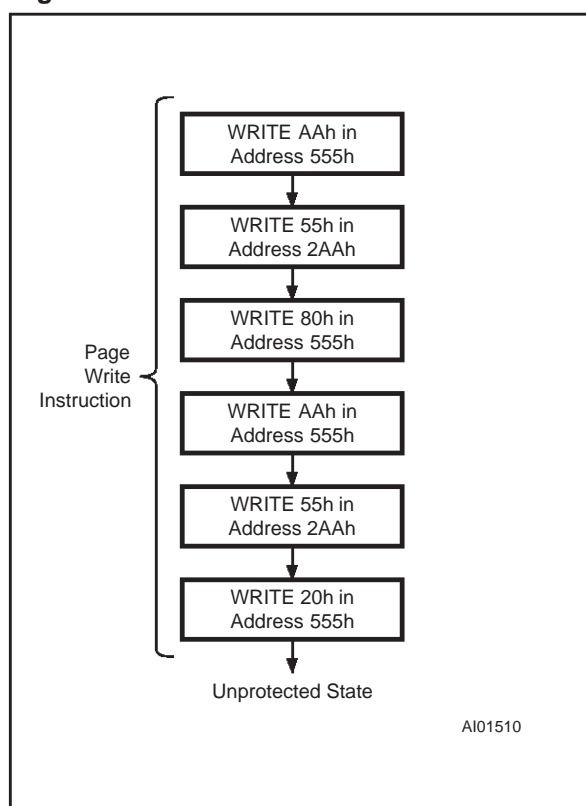 WRITE AAh in
Address 555h
WRITE 55h in
Address 2AAh
WRITE 80h in
Address 555h
Page
Write
Instruction
WRITE AAh in
Address 555h
WRITE 55h in
Address 2AAh
WRITE 20h in
Address 555h
Unprotected State
AI01510